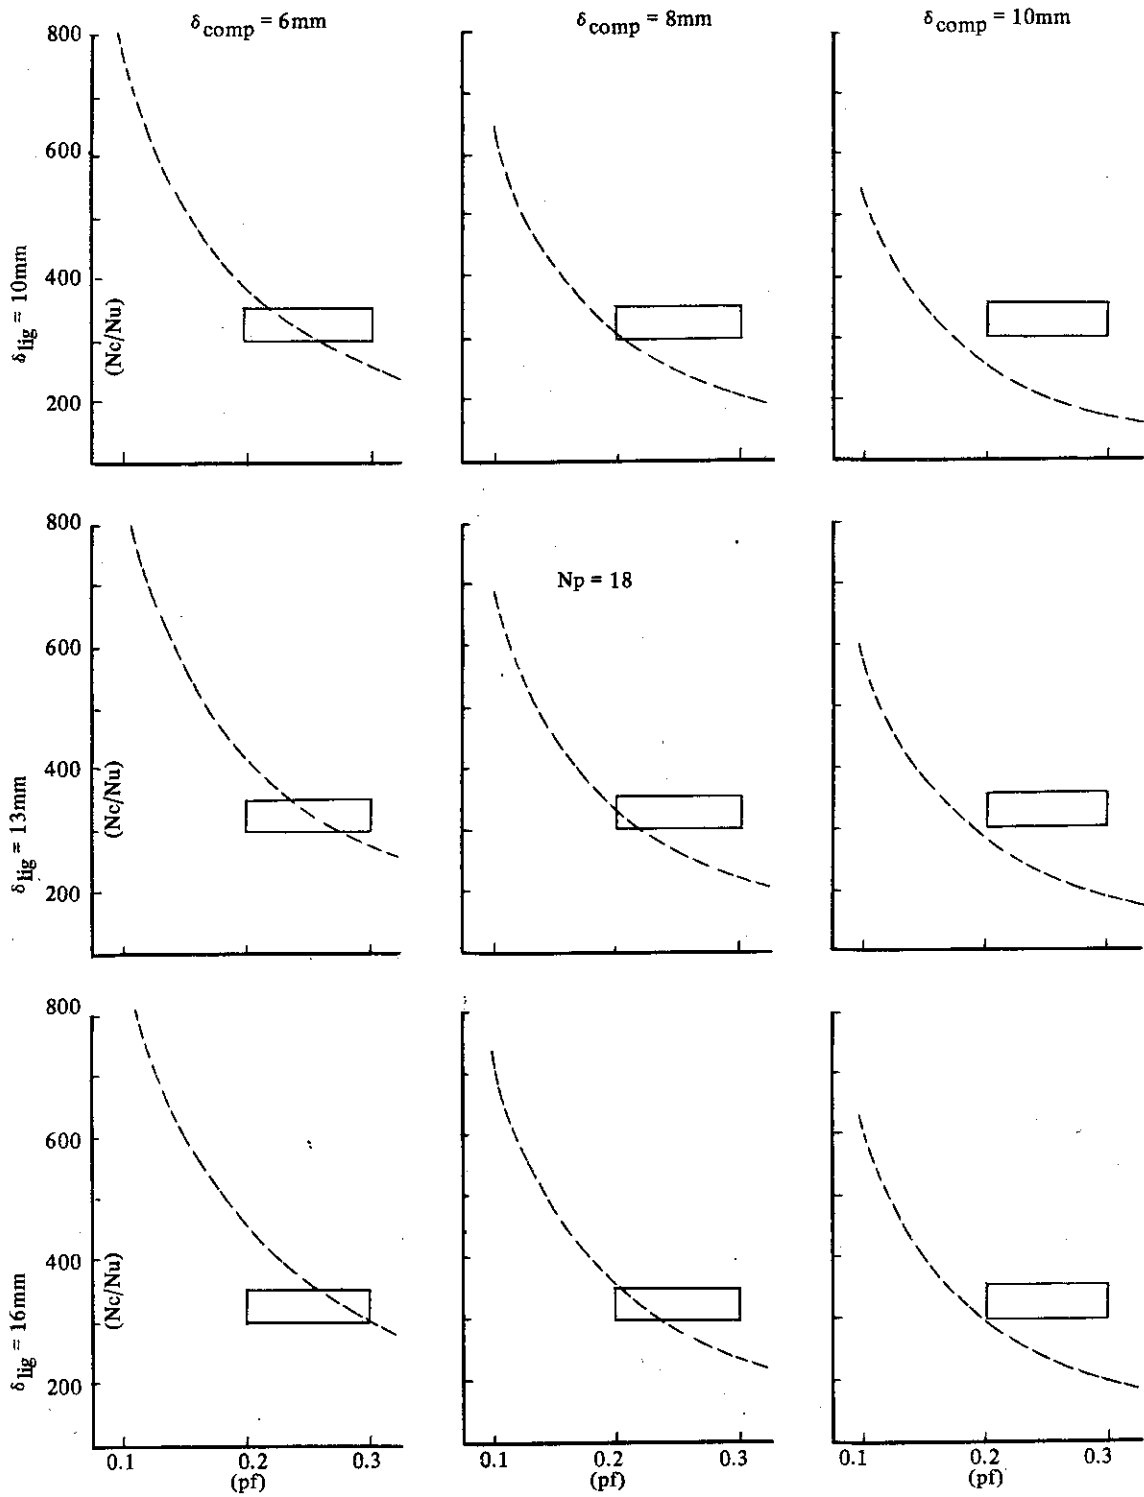 δcomp = 6mm
δcomp = 8mm
δcomp = 10mm
δlig = 10mm
800
600
400
200
(Nc/Nu)
δlig = 13mm
800
600
400
200
(Nc/Nu)
Np = 18
δlig = 16mm
800
600
400
200
(Nc/Nu)
0.1 0.2 0.3
(pf)
0.1 0.2 0.3
(pf)
0.1 0.2 0.3
(pf)